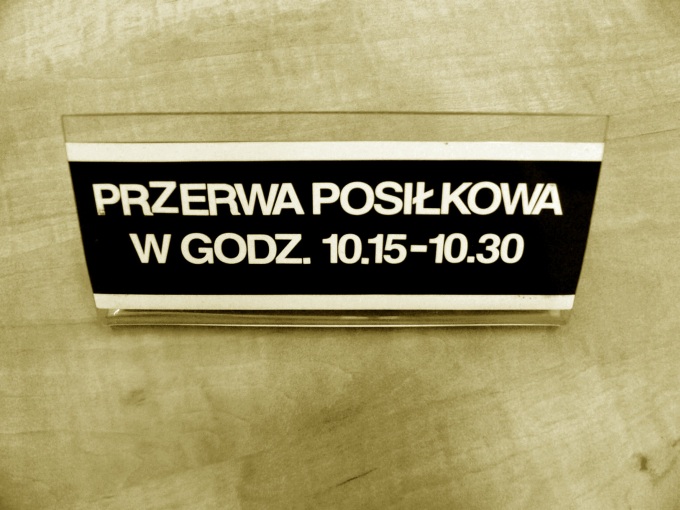 PRZERWA POSIŁKOWA
W GODZ. 10.15-10.30